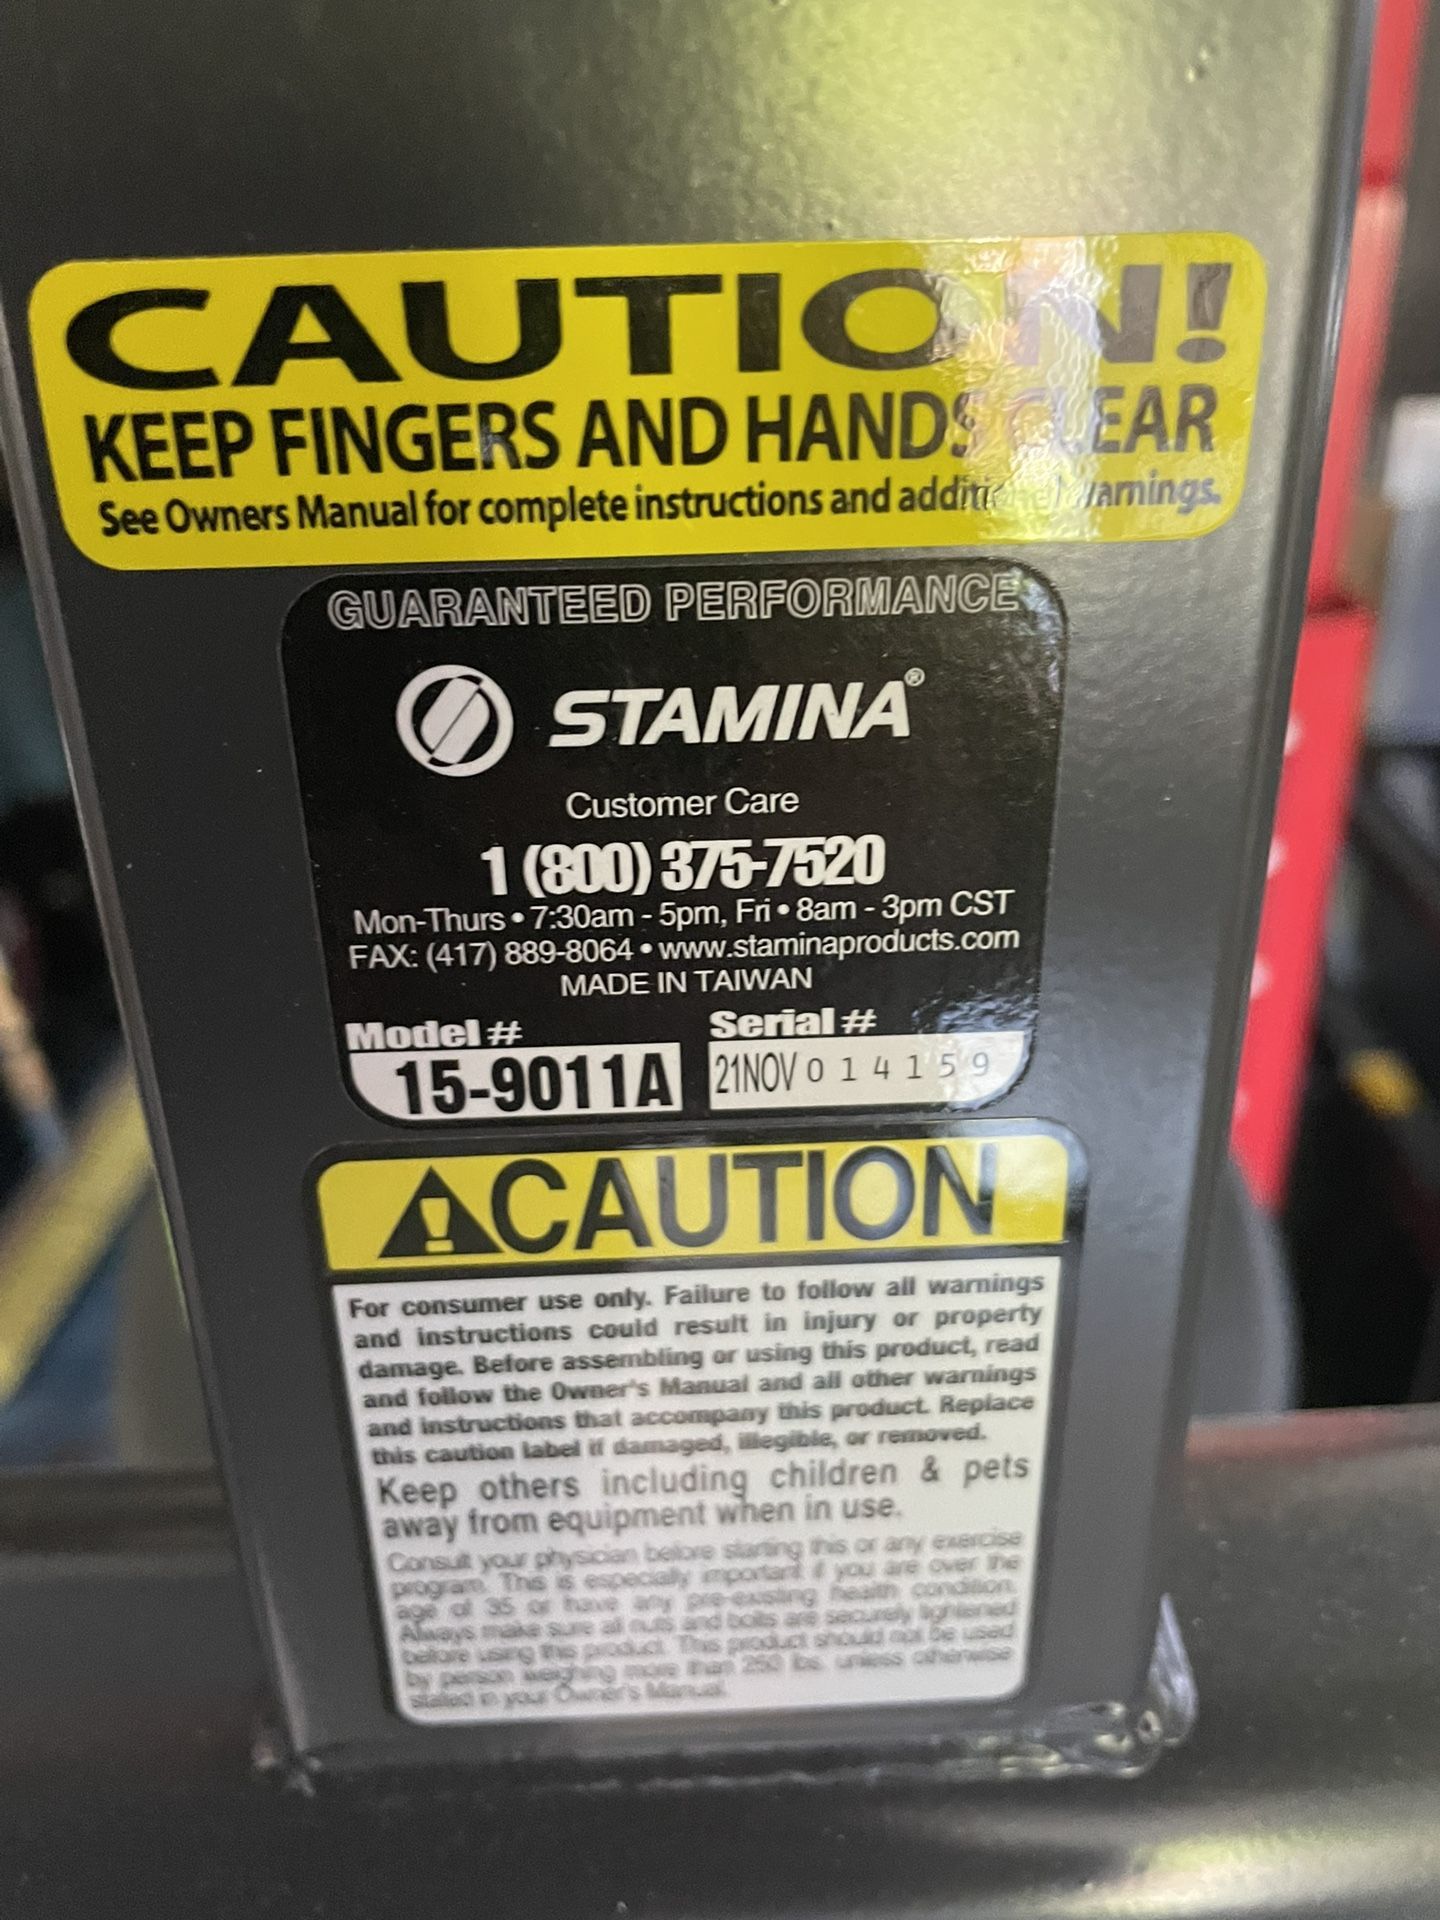 CAUTION!
KEEP FINGERS AND HANDS CLEAR
See Owners Manual for complete instructions and additional warnings.
GUARANTEED PERFORMANCE
STAMINA®
Customer Care
1 (800) 375-7520
Mon-Thurs • 7:30am - 5pm, Fri • 8am - 3pm CST
FAX: (417) 889-8064 • www.staminaproducts.com
MADE IN TAIWAN
Model # Serial #
15-9011A 21NOV 014159
CAUTION
For consumer use only. Failure to follow all warnings
and instructions could result in injury or property
damage. Before assembling or using this product, read
and follow the Owner's Manual and all other warnings
and instructions that accompany this product. Replace
this caution label if damaged, illegible, or removed.
Keep others including children & pets
away from equipment when in use.
Consult your physician before starting this or any exercise
program. This is especially important if you are over the
age of 35 or have any pre-existing health condition.
Always make sure all nuts and bolts are securely tightened
before using this product. This product should not be used
by person weighing more than 250 lbs. unless otherwise
stated in your Owner's Manual.